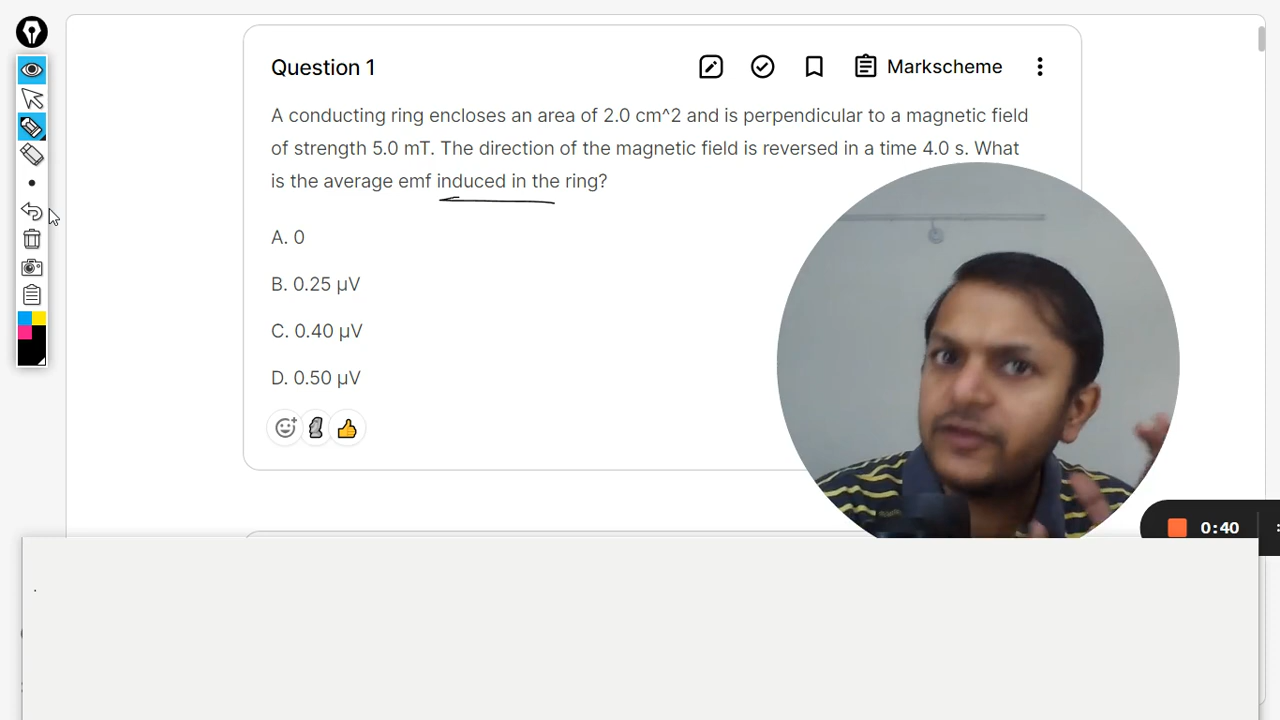 Question 1
Markscheme
A conducting ring encloses an area of 2.0 cm^2 and is perpendicular to a magnetic field
of strength 5.0 mT. The direction of the magnetic field is reversed in a time 4.0 s. What
is the average emf induced in the ring?
A. 0
B. 0.25 µV
C. 0.40 µV
D. 0.50 µV
0:40